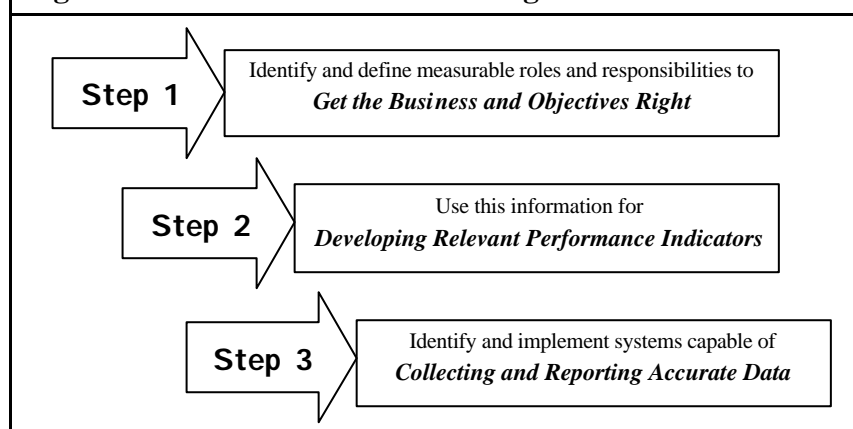 Step 1
Identify and define measurable roles and responsibilities to
Get the Business and Objectives Right
Step 2
Use this information for
Developing Relevant Performance Indicators
Step 3
Identify and implement systems capable of
Collecting and Reporting Accurate Data